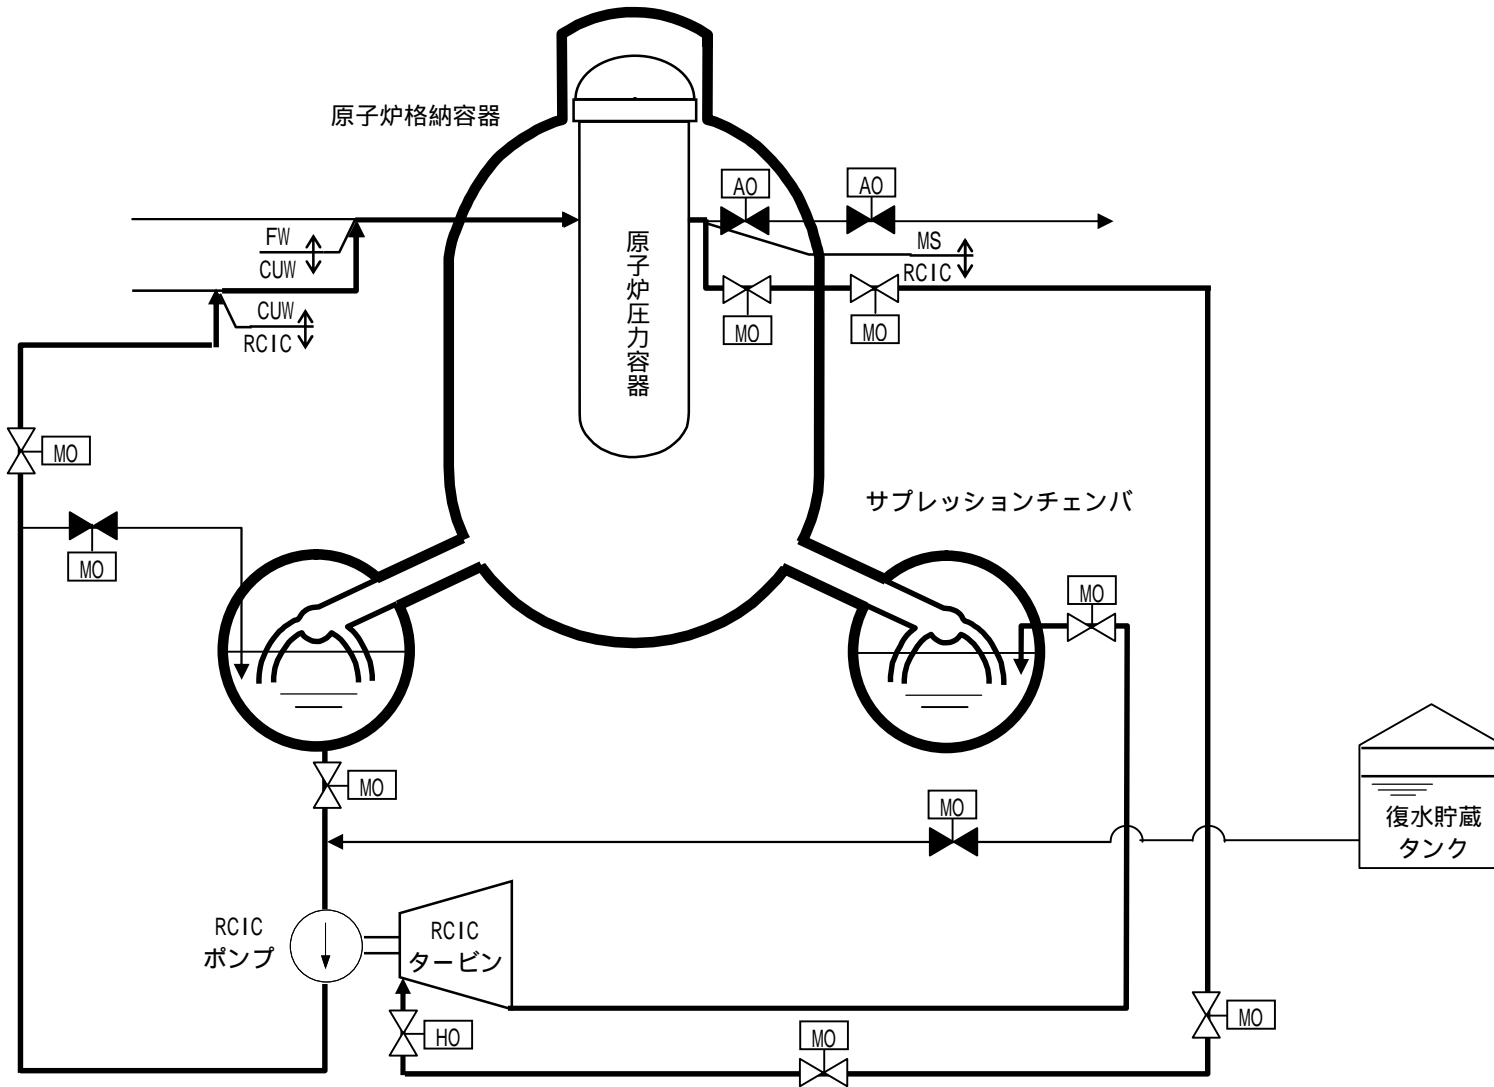 原子炉格納容器
AO
AO
FW
CUW
原子炉圧力容器
MS
RCIC
CUW
RCIC
MO
MO
MO
サプレッションチェンバ
MO
MO
MO
MO
復水貯蔵
タンク
RCIC
ポンプ
RCIC
タービン
HO
MO
MO